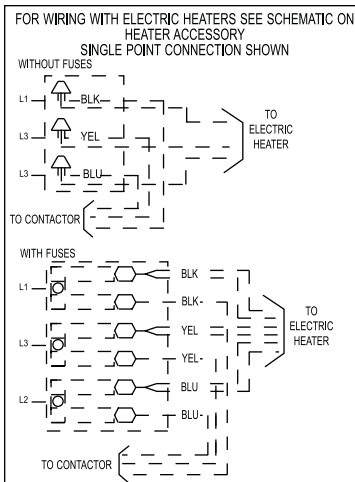 FOR WIRING WITH ELECTRIC HEATERS SEE SCHEMATIC ON
HEATER ACCESSORY
SINGLE POINT CONNECTION SHOWN
WITHOUT FUSES
L1
BLK
L3
YEL
L3
BLU
TO
ELECTRIC
HEATER
TO CONTACTOR
WITH FUSES
L1
BLK
BLK
L3
YEL
YEL
L2
BLU
BLU
TO
ELECTRIC
HEATER
TO CONTACTOR